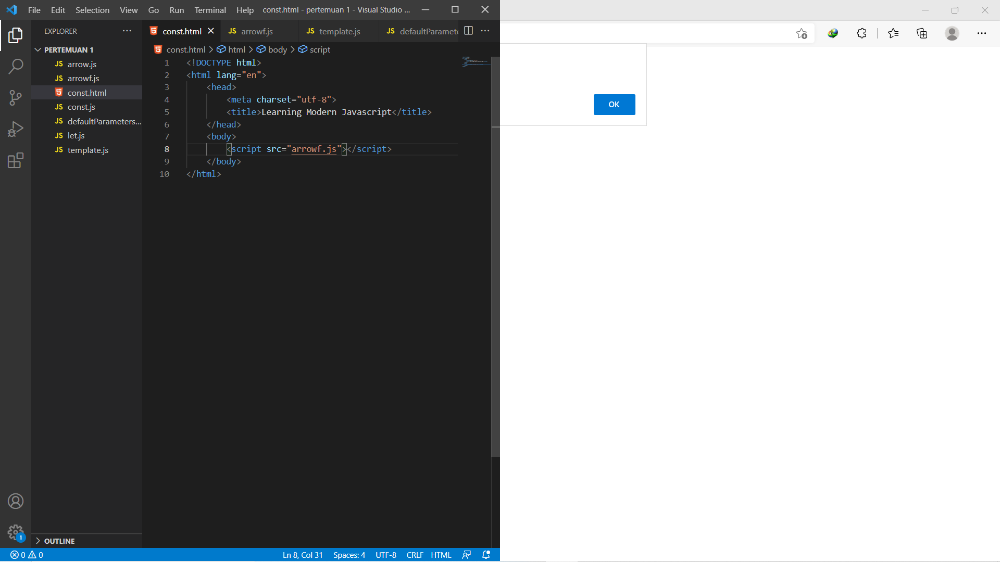 File Edit Selection View Go Run Terminal Help const.html - pertemuan 1 - Visual Studio ...
EXPLORER
PERTEMUAN 1
JS arrow.js
JS arrowf.js
const.html
JS const.js
JS defaultParameters...
JS let.js
JS template.js
OUTLINE
const.html JS arrowf.js JS template.js JS defaultParamete
const.html > html > body > script
1 <!DOCTYPE html>
2 <html lang="en">
3 <head>
4 <meta charset="utf-8">
5 <title>Learning Modern Javascript</title>
6 </head>
7 <body>
8 <script src="arrowf.js"></script>
9 </body>
10 </html>
1
0 0 Ln 8, Col 31 Spaces: 4 UTF-8 CRLF HTML
OK